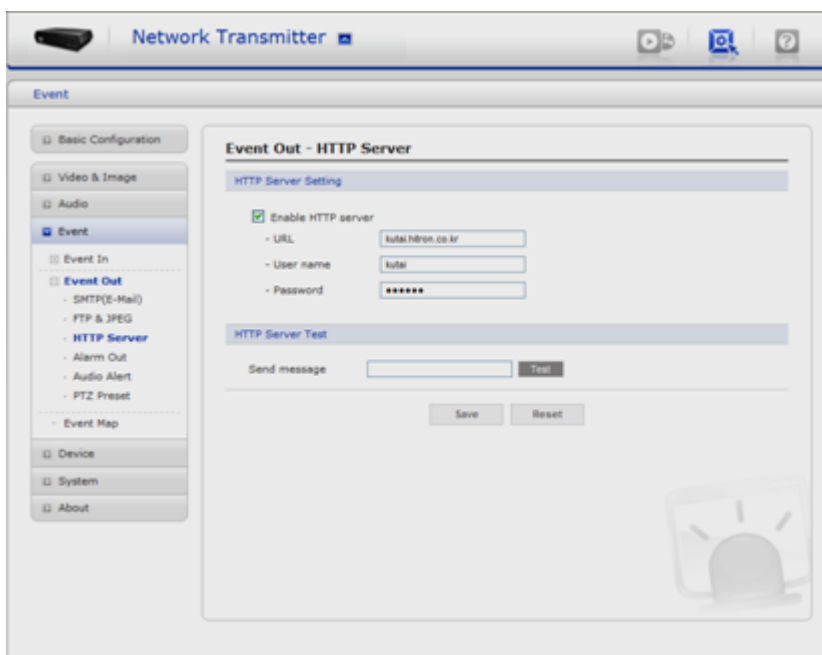 Network Transmitter
Event
Basic Configuration
Video & Image
Audio
Event
Event In
Event Out
- SMTP(E-Mail)
- FTP & JPEG
- HTTP Server
- Alarm Out
- Audio Alert
- PTZ Preset
- Event Map
Device
System
About
Event Out - HTTP Server
HTTP Server Setting
Enable HTTP server
- URL kutai.hitron.co.kr
- User name kutai
- Password ••••••
HTTP Server Test
Send message Test
Save Reset
?